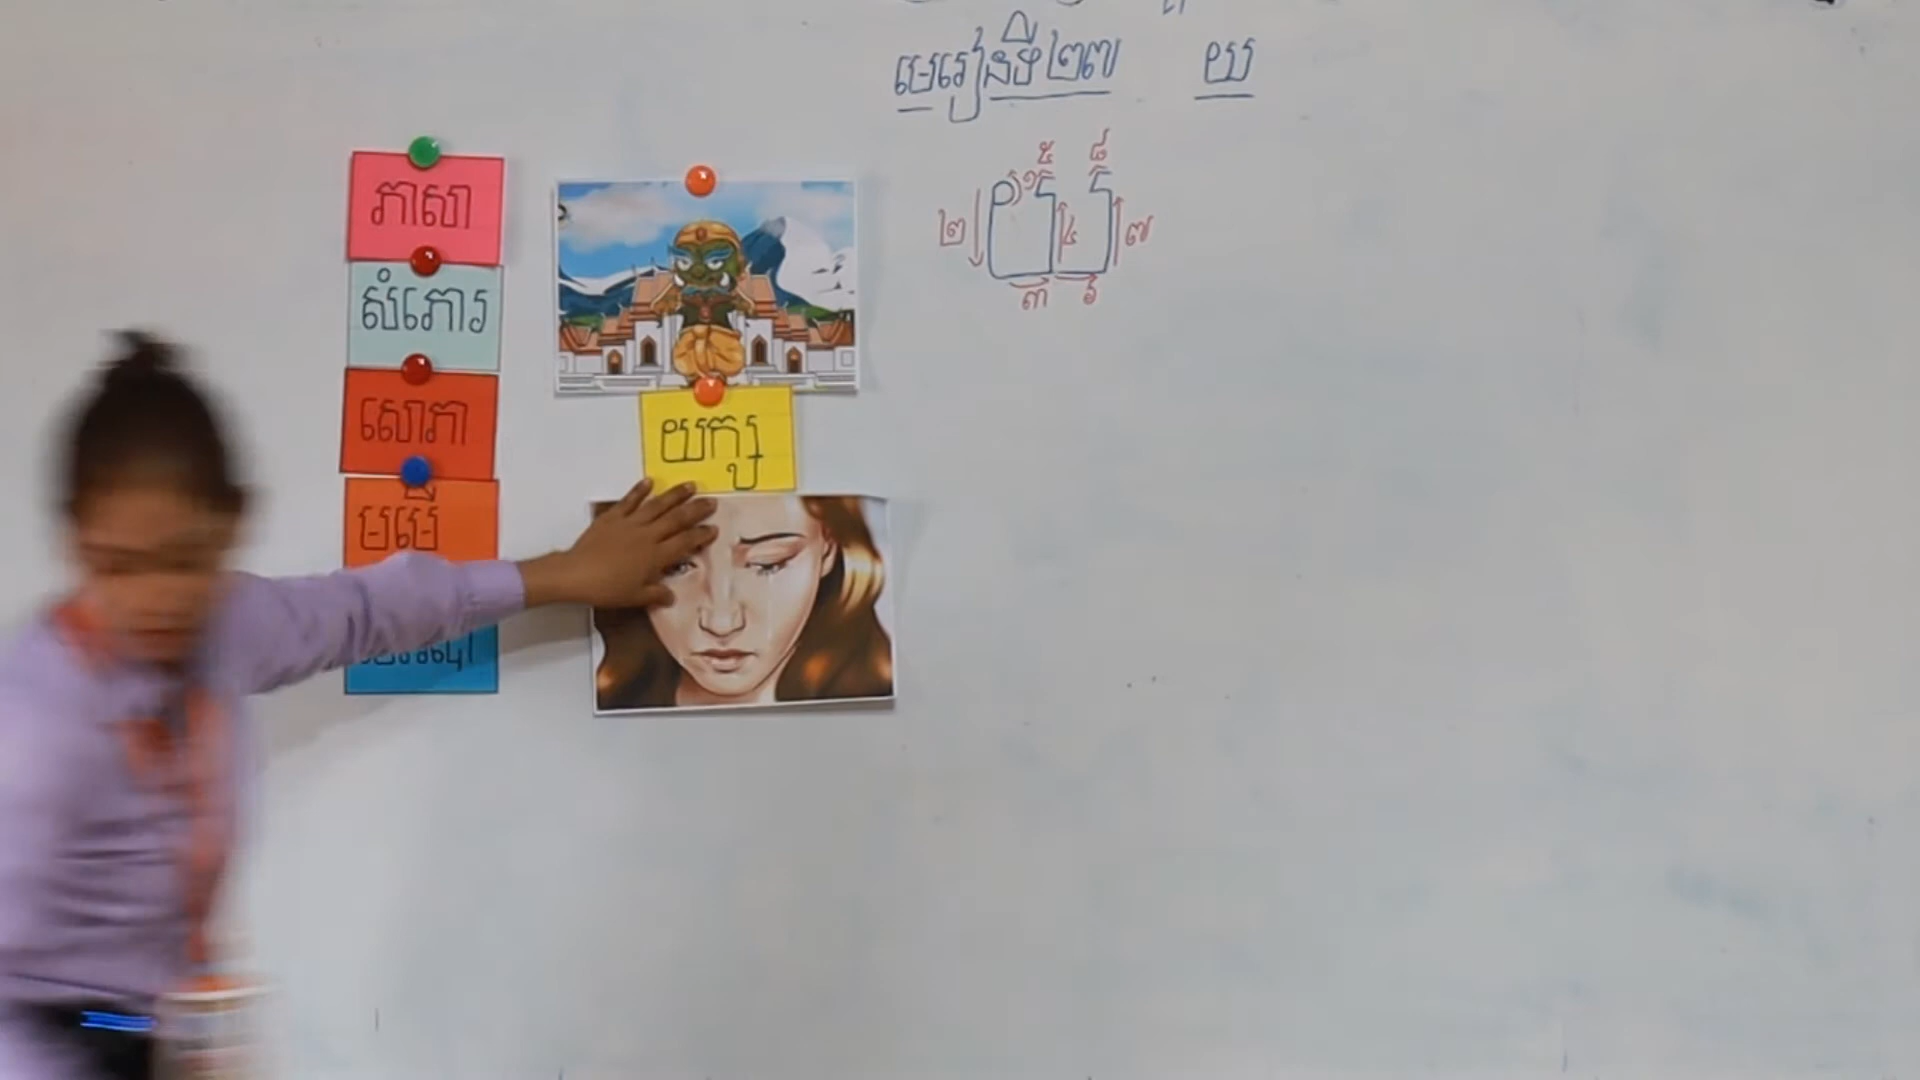 មេរៀនទី២៧ យ
១ ២ ៣ ៤ ៥ ៦ ៧ ៨
ភាសា
សំភោរ
សោភា
មមើ
យក្ស